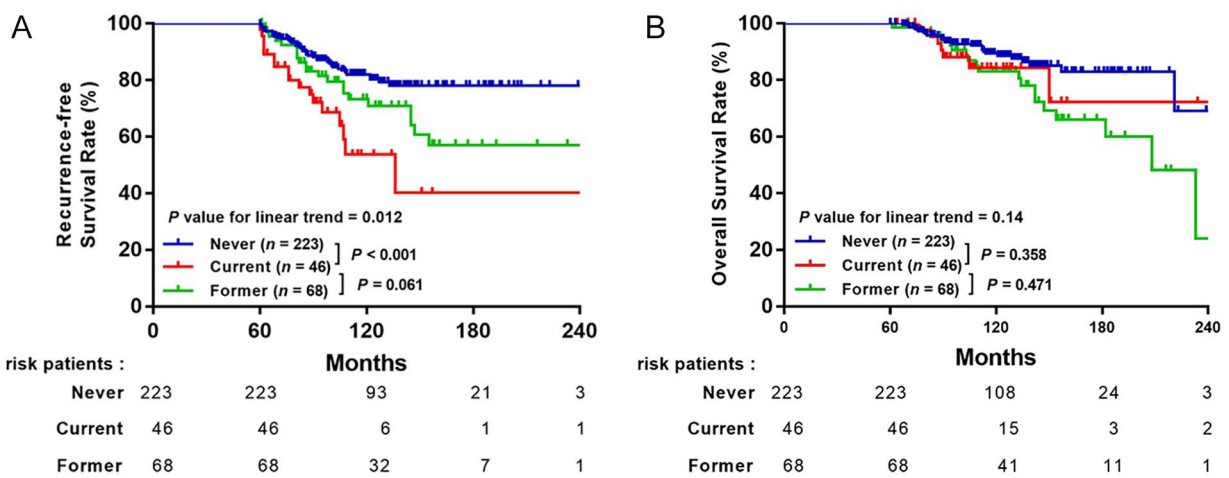 A
Recurrence-free
Survival Rate (%)
100
80
60
40
20
0
P value for linear trend = 0.012
Never (n = 223)
Current (n = 46)
Former (n = 68)
P < 0.001
P = 0.061
0 60 120 180 240
Months
risk patients :
Never 223 223 93 21 3
Current 46 46 6 1 1
Former 68 68 32 7 1
B
Overall Survival Rate (%)
100
80
60
40
20
0
P value for linear trend = 0.14
Never (n = 223)
Current (n = 46)
Former (n = 68)
P = 0.358
P = 0.471
0 60 120 180 240
Months
risk patients :
Never 223 223 108 24 3
Current 46 46 15 3 2
Former 68 68 41 11 1